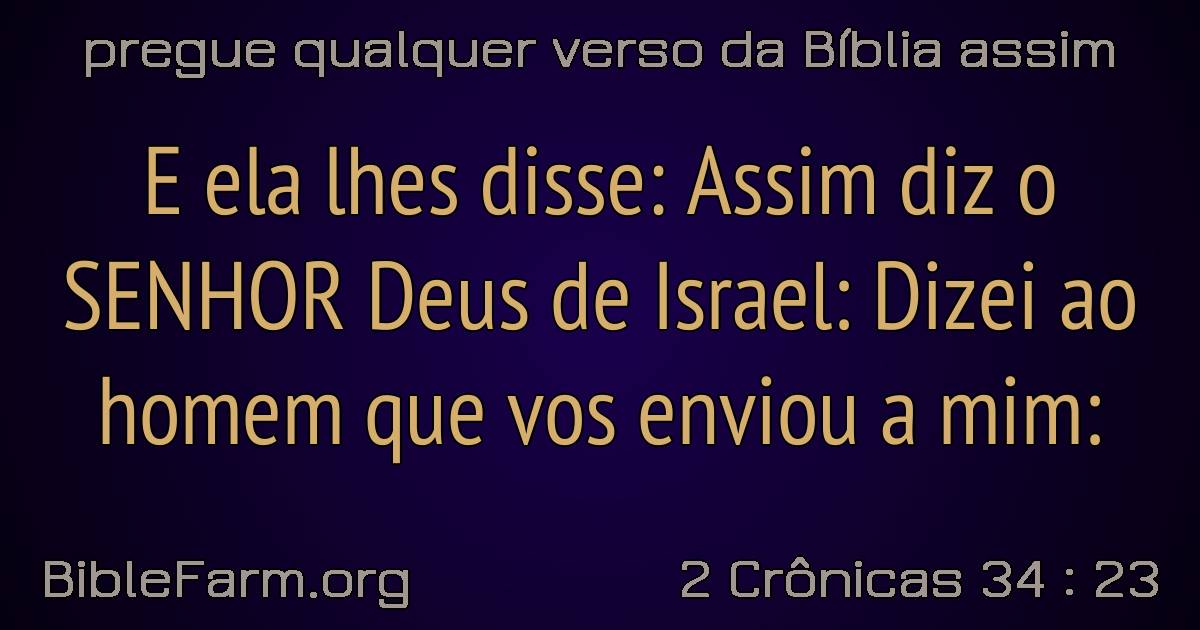 pregue qualquer verso da Bíblia assim
E ela lhes disse: Assim diz o
SENHOR Deus de Israel: Dizei ao
homem que vos enviou a mim:
BibleFarm.org
2 Crônicas 34 : 23